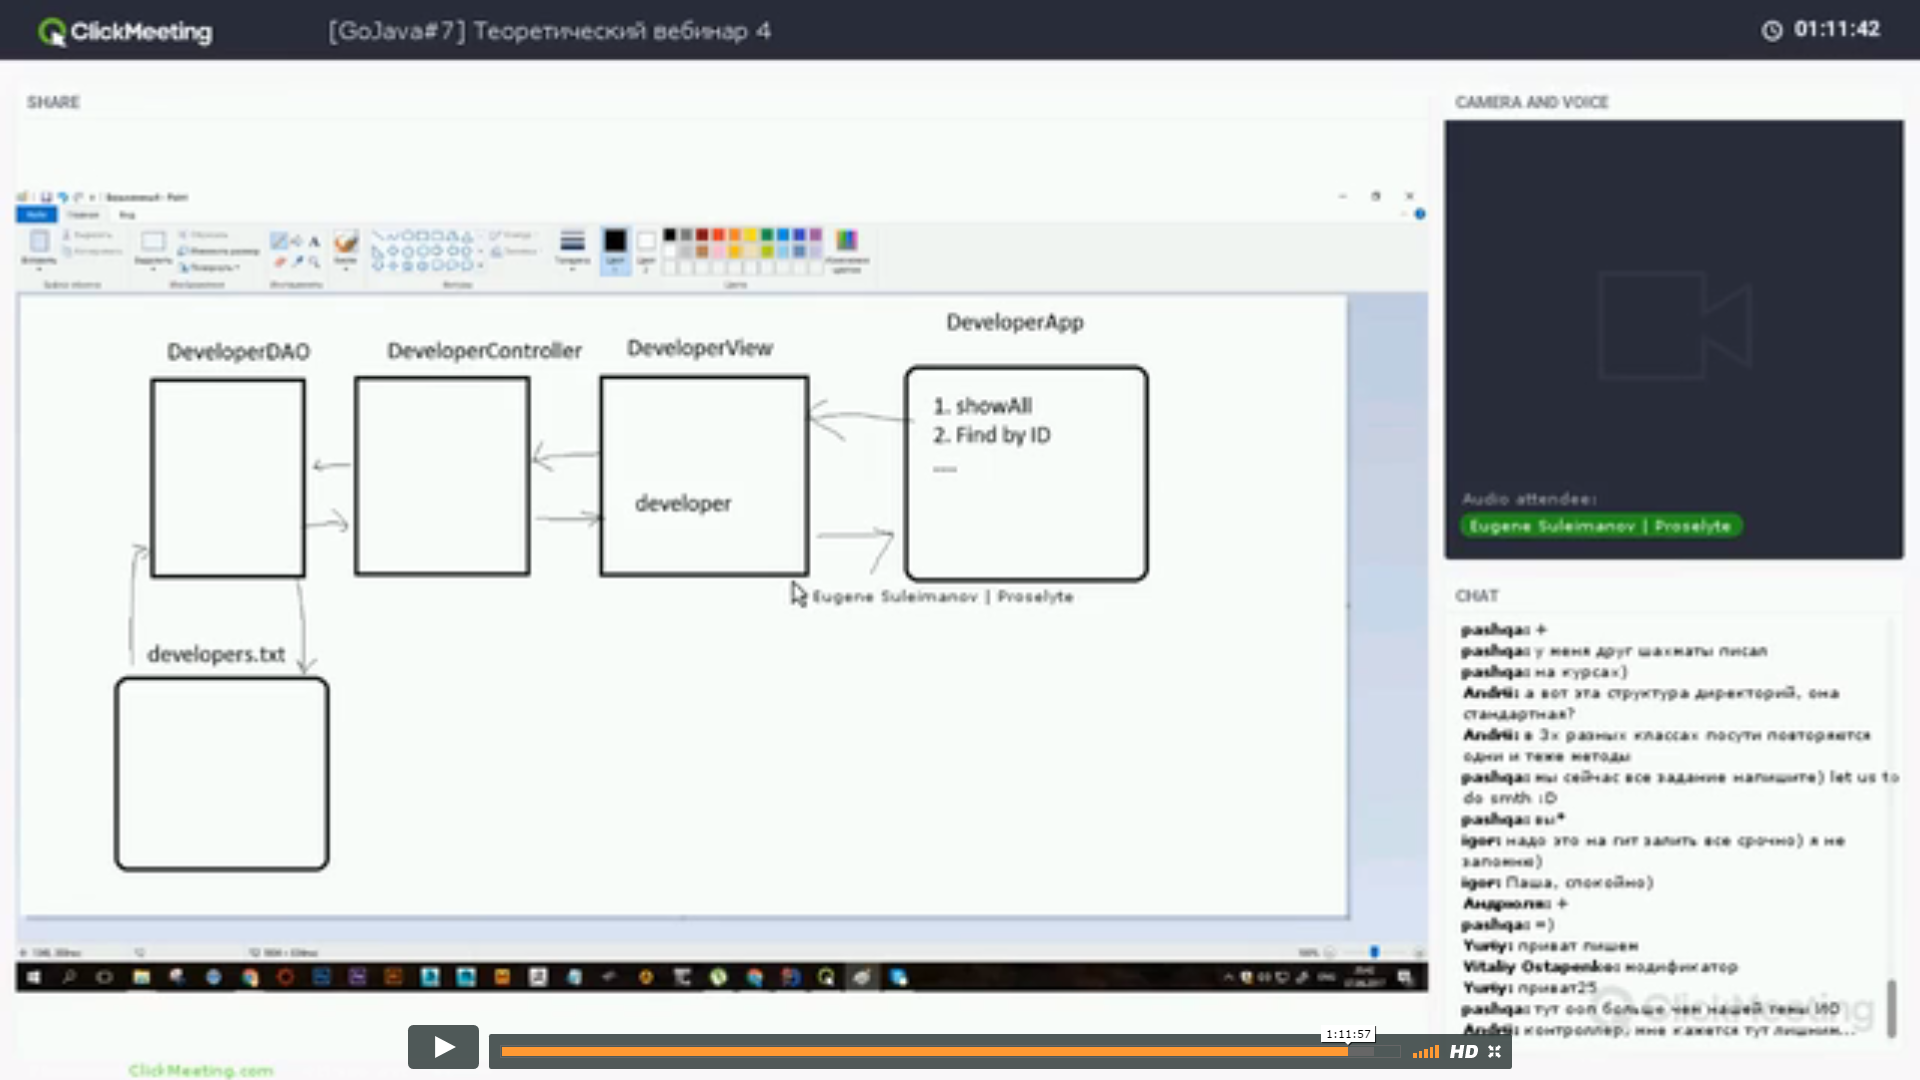 ClickMeeting
[GoJava#7] Теоретический вебинар 4
01:11:42
SHARE
DeveloperDAO
DeveloperController
DeveloperView
DeveloperApp
1. showAll
2. Find by ID
....
developer
Eugene Suleimanov | Proselyte
developers.txt
CAMERA AND VOICE
Audio attendee:
Eugene Suleimanov | Proselyte
CHAT
pashqa: +
pashqa: у меня друг шахматы писал
pashqa: на курсах)
Andrii: а вот эта структура директорий, она
стандартная?
Andrii: в 3х разных классах посути повторяются
одни и теже методы
pashqa: мы сейчас все задание напишите) let us to
do smth :D
pashqa: вы*
igor: надо это на гит залить все срочно) я не
запомню)
igor: Паша, спокойно)
Андрюля: +
pashqa: =)
Yuriy: приват пишем
Vitaliy Ostapenko: модификатор
Yuriy: приват25
pashqa: тут ооп больше чем нашей темы ИО
Andrii: контроллер, мне кажется тут лишним...
ClickMeeting
1:11:57
HD
ClickMeeting.com